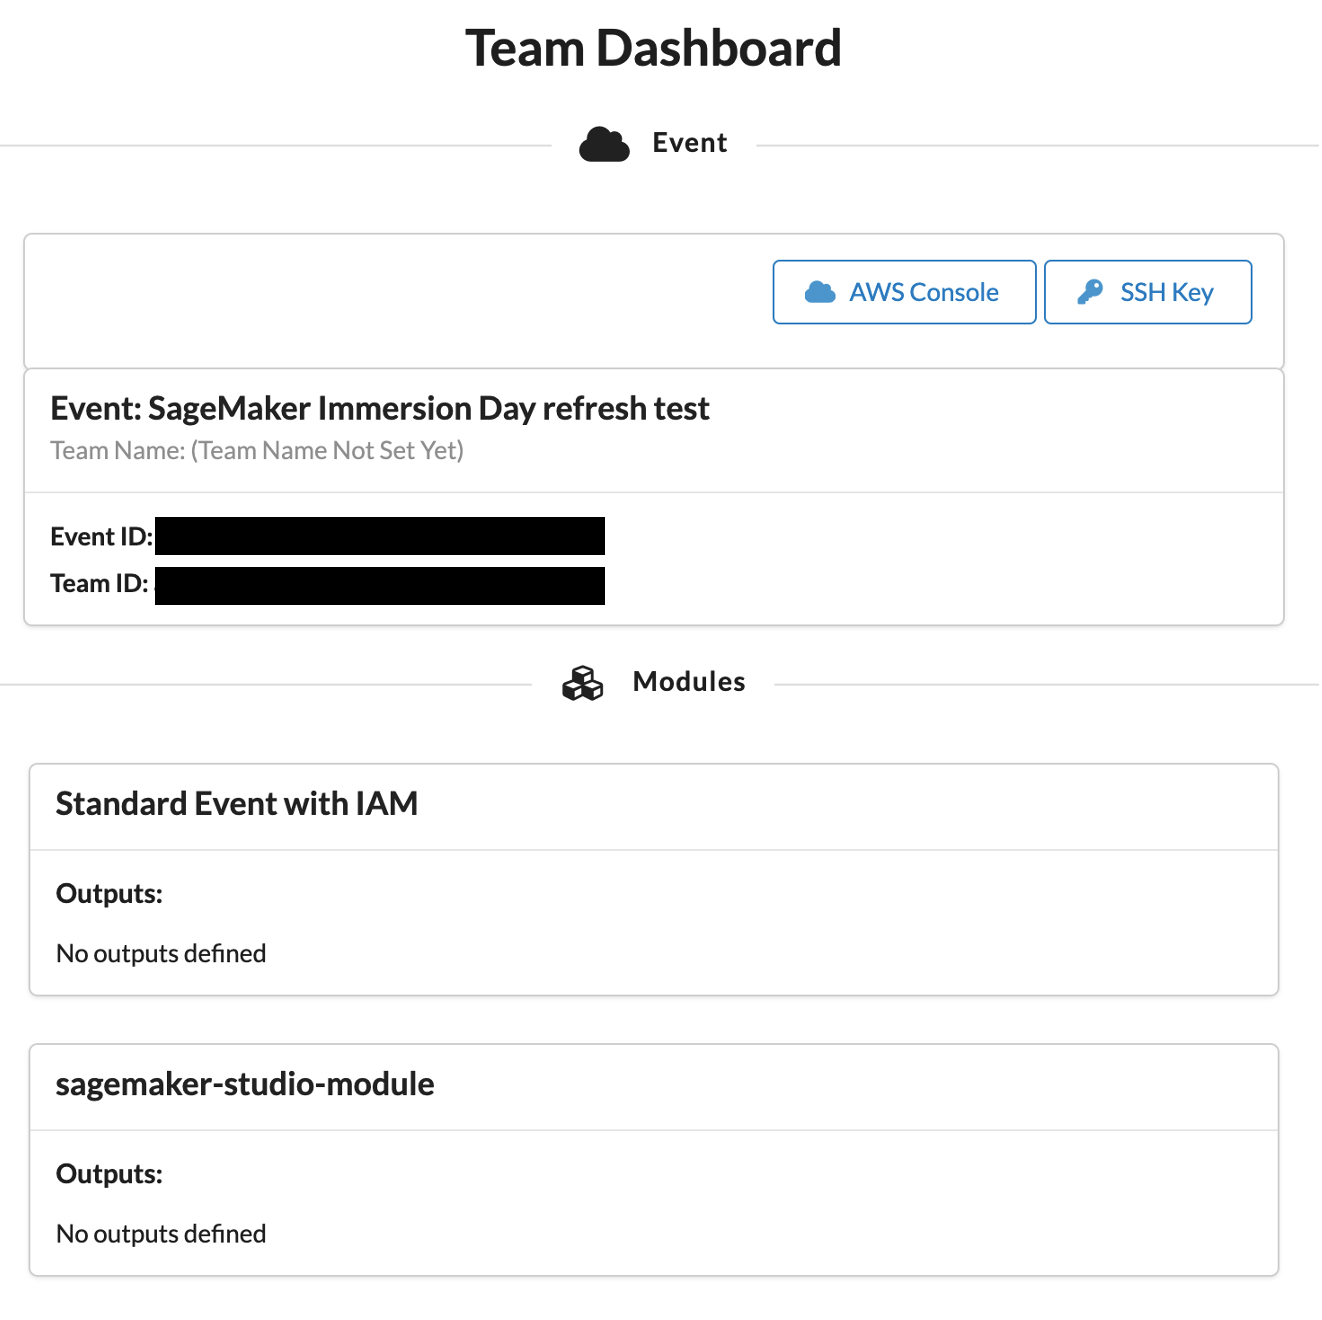 Team Dashboard
Event
AWS Console
SSH Key
Event: SageMaker Immersion Day refresh test
Team Name: (Team Name Not Set Yet)
Event ID:
Team ID:
Modules
Standard Event with IAM
Outputs:
No outputs defined
sagemaker-studio-module
Outputs:
No outputs defined